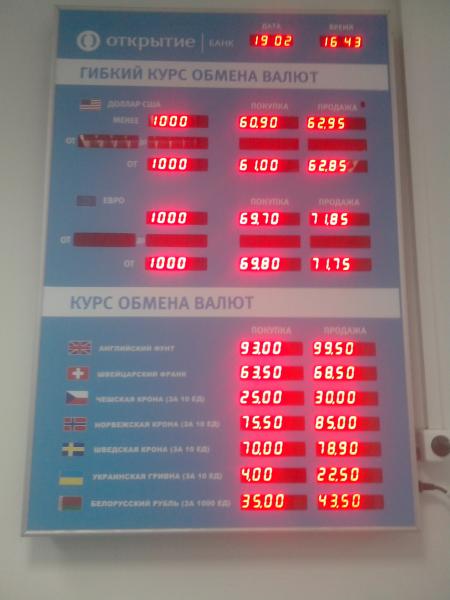 ОТКРЫТИЕ БАНК ДАТА ВРЕМЯ
19 02 16 43
ГИБКИЙ КУРС ОБМЕНА ВАЛЮТ
ДОЛЛАР США ПОКУПКА ПРОДАЖА
МЕНЕЕ 1000 60,90 62,95
ОТ
ОТ 1000 61,00 62,85
ЕВРО ПОКУПКА ПРОДАЖА
1000 69,70 71,85
ОТ ДО
ОТ 1000 69,80 71,75
КУРС ОБМЕНА ВАЛЮТ
ПОКУПКА ПРОДАЖА
АНГЛИЙСКИЙ ФУНТ 93,00 99,50
ШВЕЙЦАРСКИЙ ФРАНК 63,50 68,50
ЧЕШСКАЯ КРОНА (ЗА 10 ЕД) 25,00 30,00
НОРВЕЖСКАЯ КРОНА (ЗА 10 ЕД) 75,50 85,00
ШВЕДСКАЯ КРОНА (ЗА 10 ЕД) 70,00 78,90
УКРАИНСКАЯ ГРИВНА (ЗА 10 ЕД) 4,00 22,50
БЕЛОРУССКИЙ РУБЛЬ (ЗА 1000 ЕД) 35,00 43,50